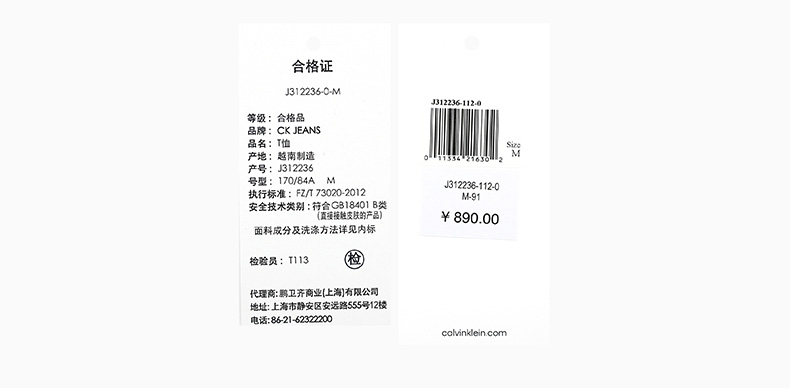 合格证
J312236-0-M
等级：合格品
品牌：CK JEANS
品名：T恤
产地：越南制造
产号：J312236
号型：170/84A M
执行标准：FZ/T 73020-2012
安全技术类别：符合GB18401 B类
(直接接触皮肤的产品)
面料成分及洗涤方法详见内标
检验员：T113 检
代理商：鹏卫齐商业(上海)有限公司
地址：上海市静安区安远路555号12楼
电话：86-21-62322200
J312236-112-0
Size
M
0 11334 21630 2
J312236-112-0
M-91
￥890.00
calvinklein.com